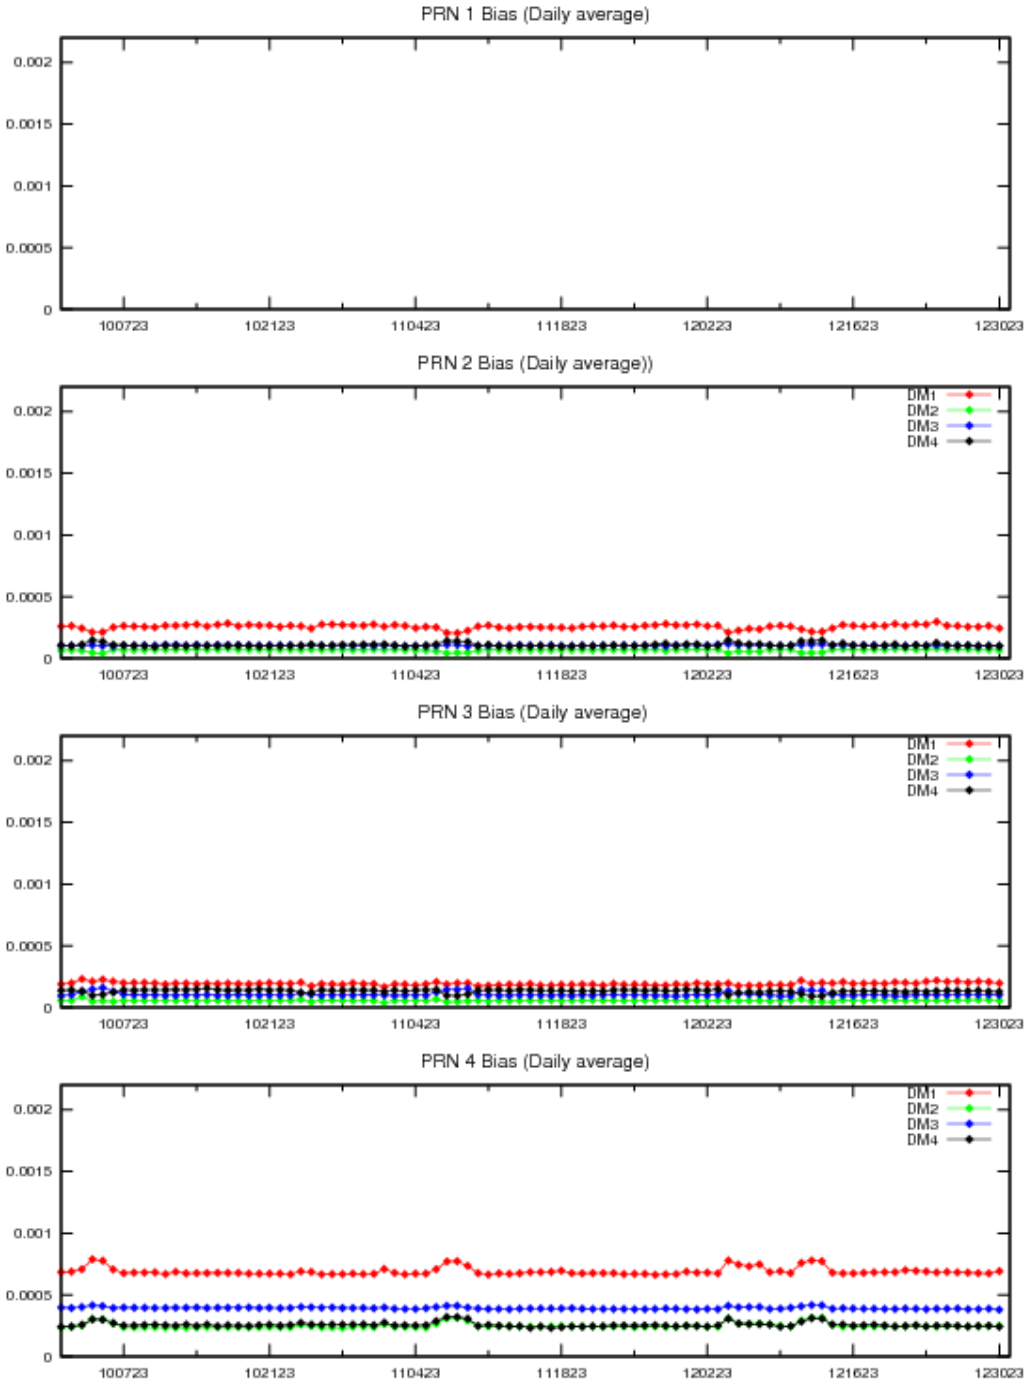 PRN 1 Bias (Daily average)
0.002
0.0015
0.001
0.0005
0
100723 102123 110423 111823 120223 121623 123023
PRN 2 Bias (Daily average))
DM1
DM2
DM3
DM4
0.002
0.0015
0.001
0.0005
0
100723 102123 110423 111823 120223 121623 123023
PRN 3 Bias (Daily average)
DM1
DM2
DM3
DM4
0.002
0.0015
0.001
0.0005
0
100723 102123 110423 111823 120223 121623 123023
PRN 4 Bias (Daily average)
DM1
DM2
DM3
DM4
0.002
0.0015
0.001
0.0005
0
100723 102123 110423 111823 120223 121623 123023